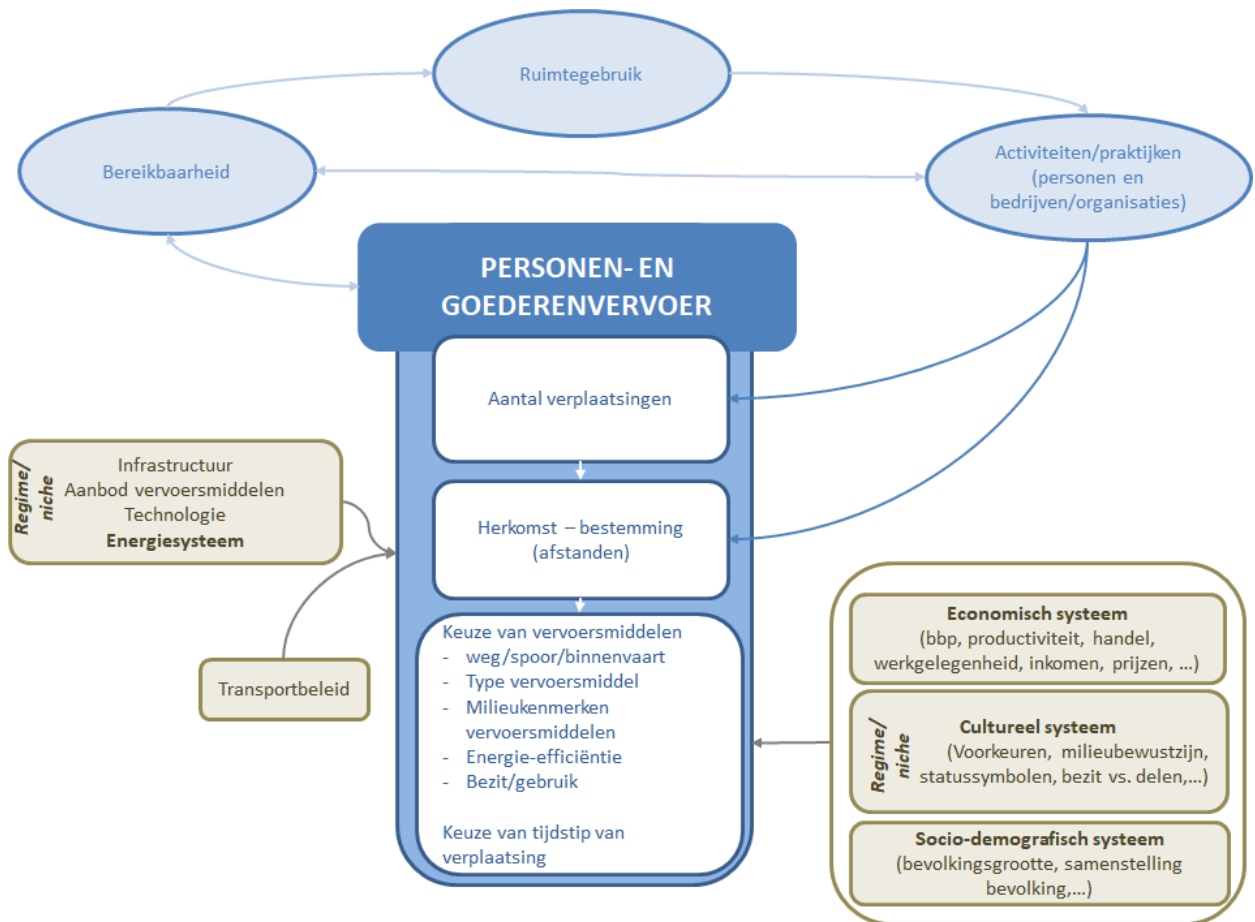 Ruimtegebruik
Bereikbaarheid
Activiteiten/praktijken
(personen en
bedrijven/organisaties)
PERSONEN- EN
GOEDERENVERVOER
Aantal verplaatsingen
Herkomst – bestemming
(afstanden)
Keuze van vervoersmiddelen
- weg/spoor/binnenvaart
- Type vervoersmiddel
- Milieukenmerken
vervoersmiddelen
- Energie-efficiëntie
- Bezit/gebruik
Keuze van tijdstip van
verplaatsing
Regime/
niche
Infrastructuur
Aanbod vervoersmiddelen
Technologie
Energiesysteem
Transportbeleid
Economisch systeem
(bbp, productiviteit, handel,
werkgelegenheid, inkomen, prijzen, …)
Regime/
niche
Cultureel systeem
(Voorkeuren, milieubewustzijn,
statussymbolen, bezit vs. delen,…)
Socio-demografisch systeem
(bevolkingsgrootte, samenstelling
bevolking,…)